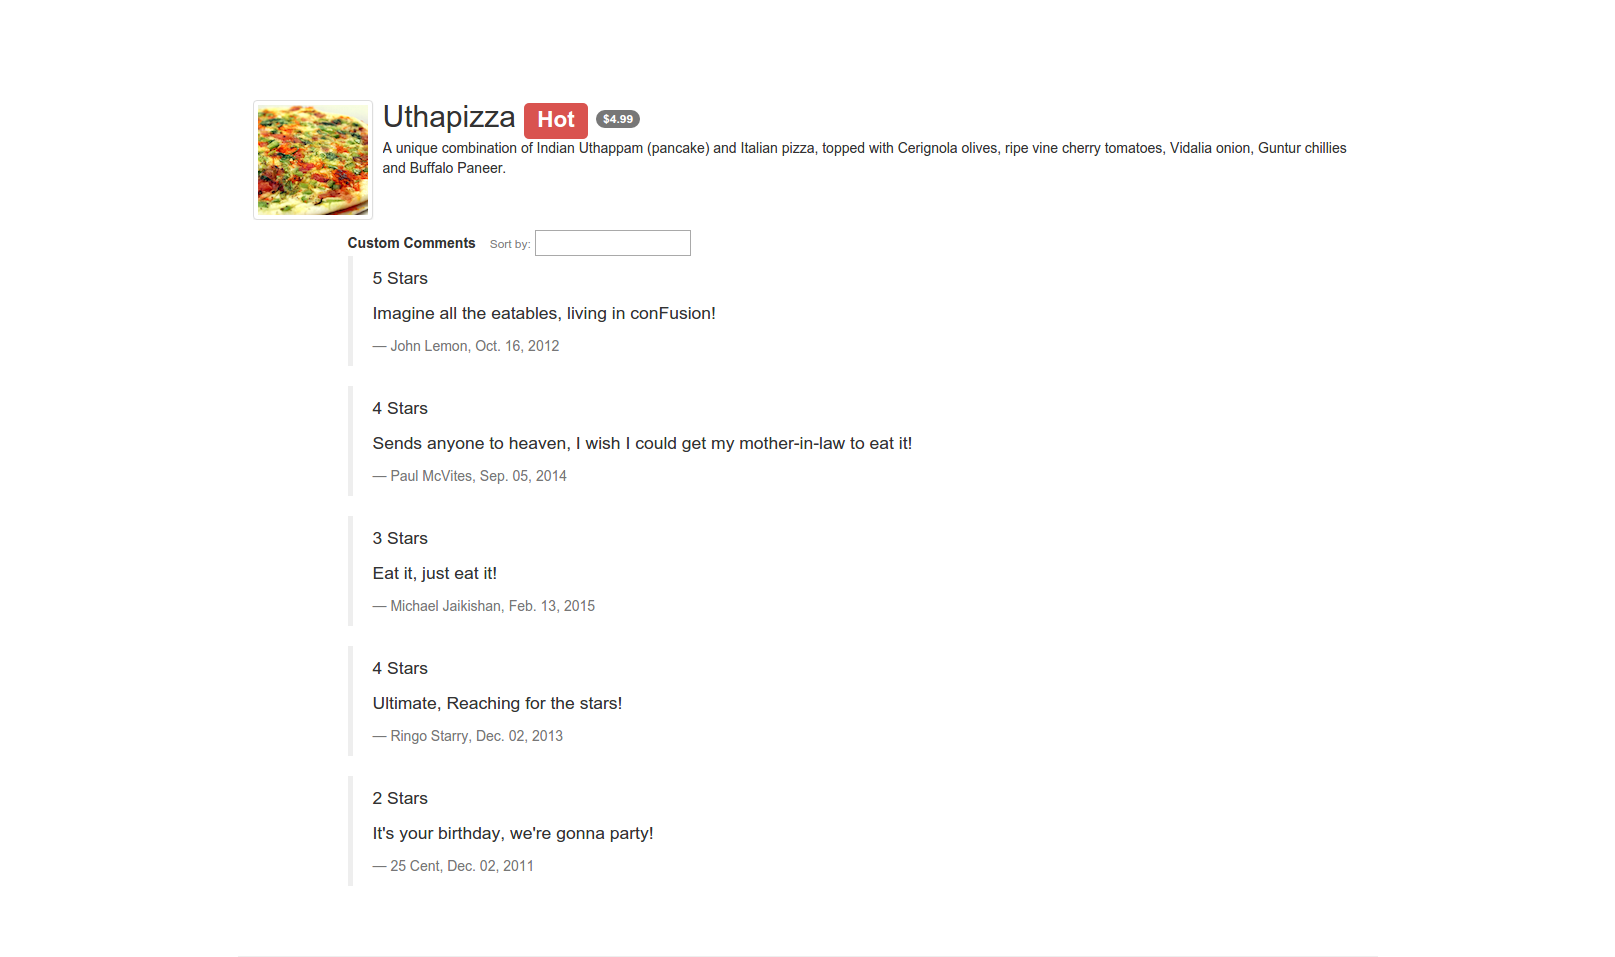 Uthapizza Hot $4.99
A unique combination of Indian Uthappam (pancake) and Italian pizza, topped with Cerignola olives, ripe vine cherry tomatoes, Vidalia onion, Guntur chillies
and Buffalo Paneer.
Custom Comments Sort by:
5 Stars
Imagine all the eatables, living in conFusion!
— John Lemon, Oct. 16, 2012
4 Stars
Sends anyone to heaven, I wish I could get my mother-in-law to eat it!
— Paul McVites, Sep. 05, 2014
3 Stars
Eat it, just eat it!
— Michael Jaikishan, Feb. 13, 2015
4 Stars
Ultimate, Reaching for the stars!
— Ringo Starry, Dec. 02, 2013
2 Stars
It's your birthday, we're gonna party!
— 25 Cent, Dec. 02, 2011